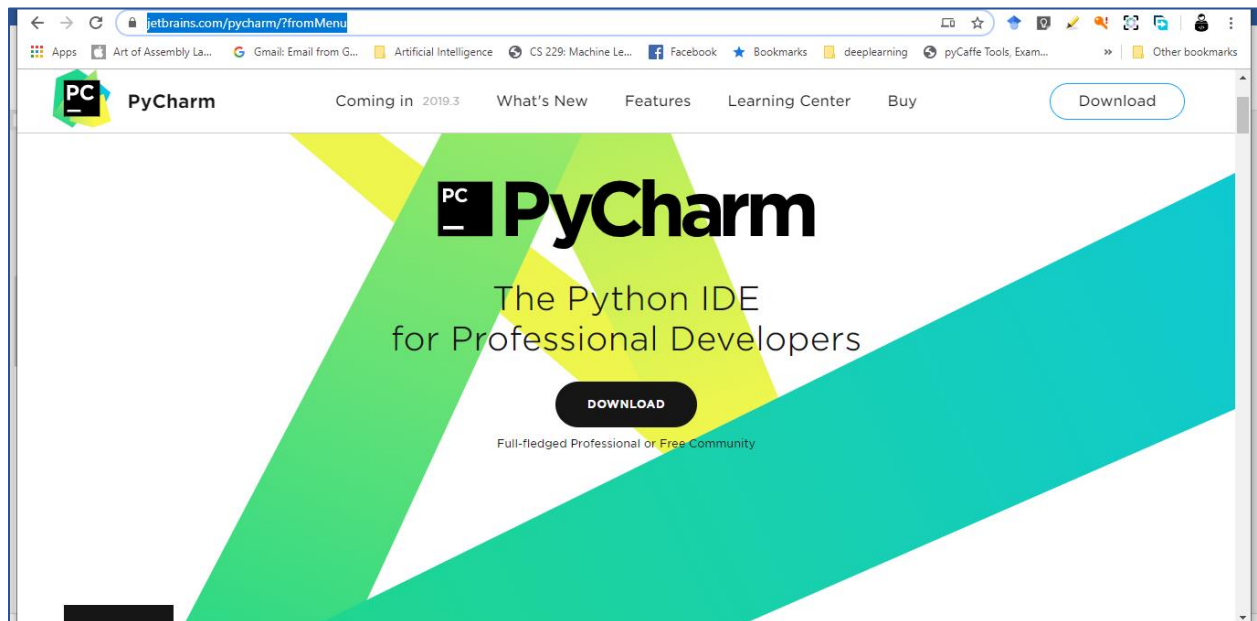 jetbrains.com/pycharm/?fromMenu
Apps Art of Assembly La... G Gmail: Email from G... Artificial Intelligence CS 229: Machine Le... Facebook Bookmarks deeplearning pyCaffe Tools, Exam... » Other bookmarks
PC PyCharm Coming in 2019.3 What's New Features Learning Center Buy Download
PC PyCharm
The Python IDE
for Professional Developers
DOWNLOAD
Full-fledged Professional or Free Community